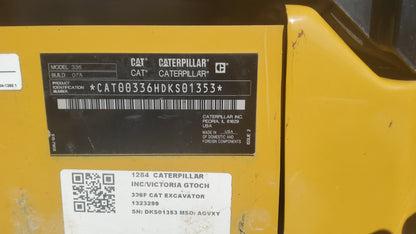 CAT CATERPILLAR C
CAT® CATERPILLAR®
MODEL 336
BUILD 07A
PRODUCT
IDENTIFICATION
NUMBER
*CAT00336HDKS01353*
CATERPILLAR INC.
PEORIA, IL 61629
USA
MADE IN USA
OF DOMESTIC AND
FOREIGN COMPONENTS
ISSUE 2
1284 CATERPILLAR
INC/VICTORIA GTOCH
336F CAT EXCAVATOR
1323299
SN: DKS01353 MSO: AGVXY